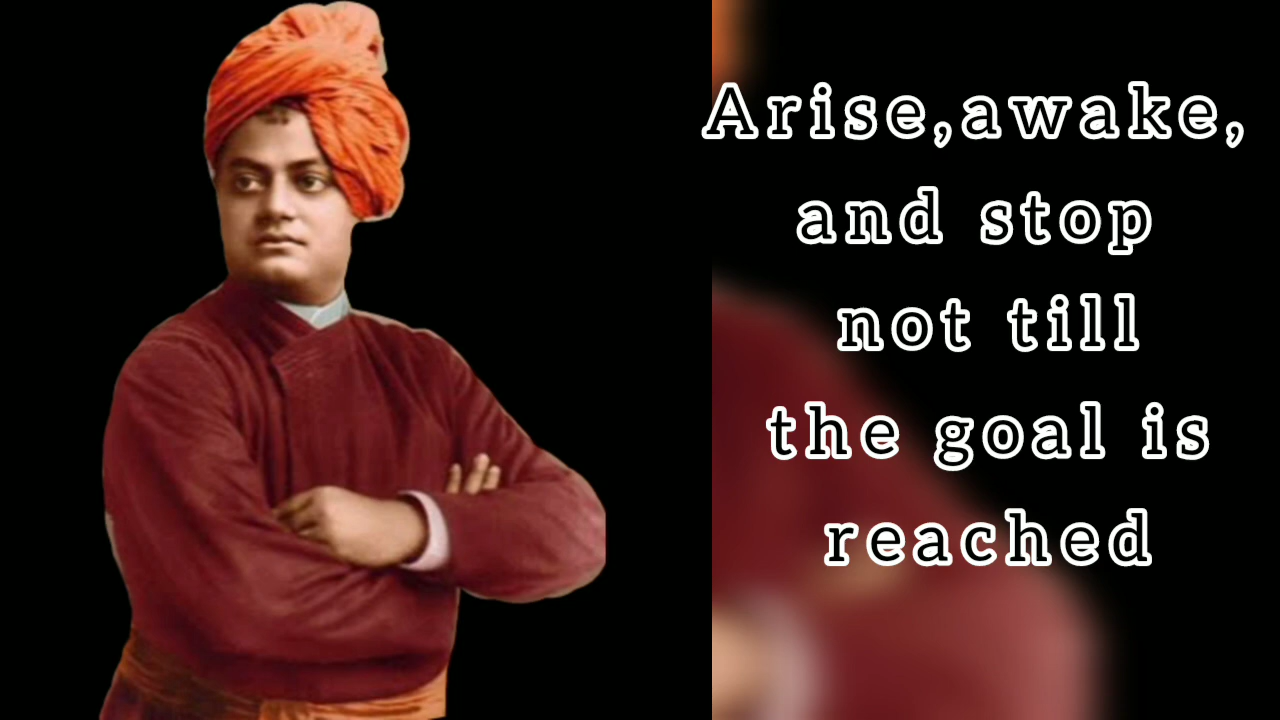 Arise,awake,
and stop
not till
the goal is
reached